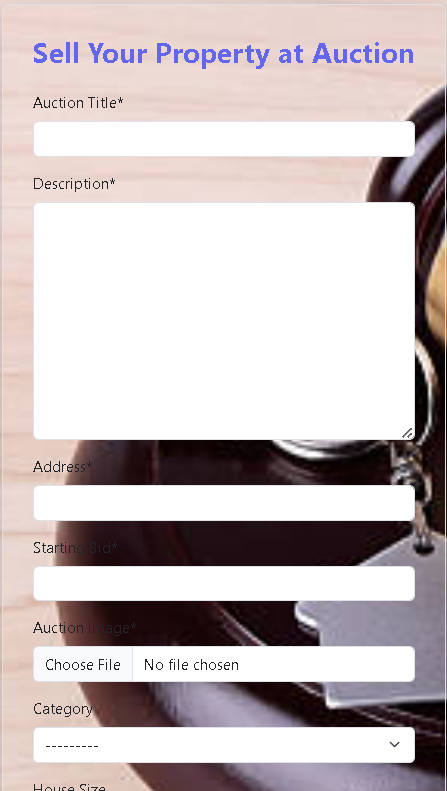 Sell Your Property at Auction
Auction Title*
Description*
Address*
Starting Bid*
Auction Image*
Choose File No file chosen
Category
---------
House Size